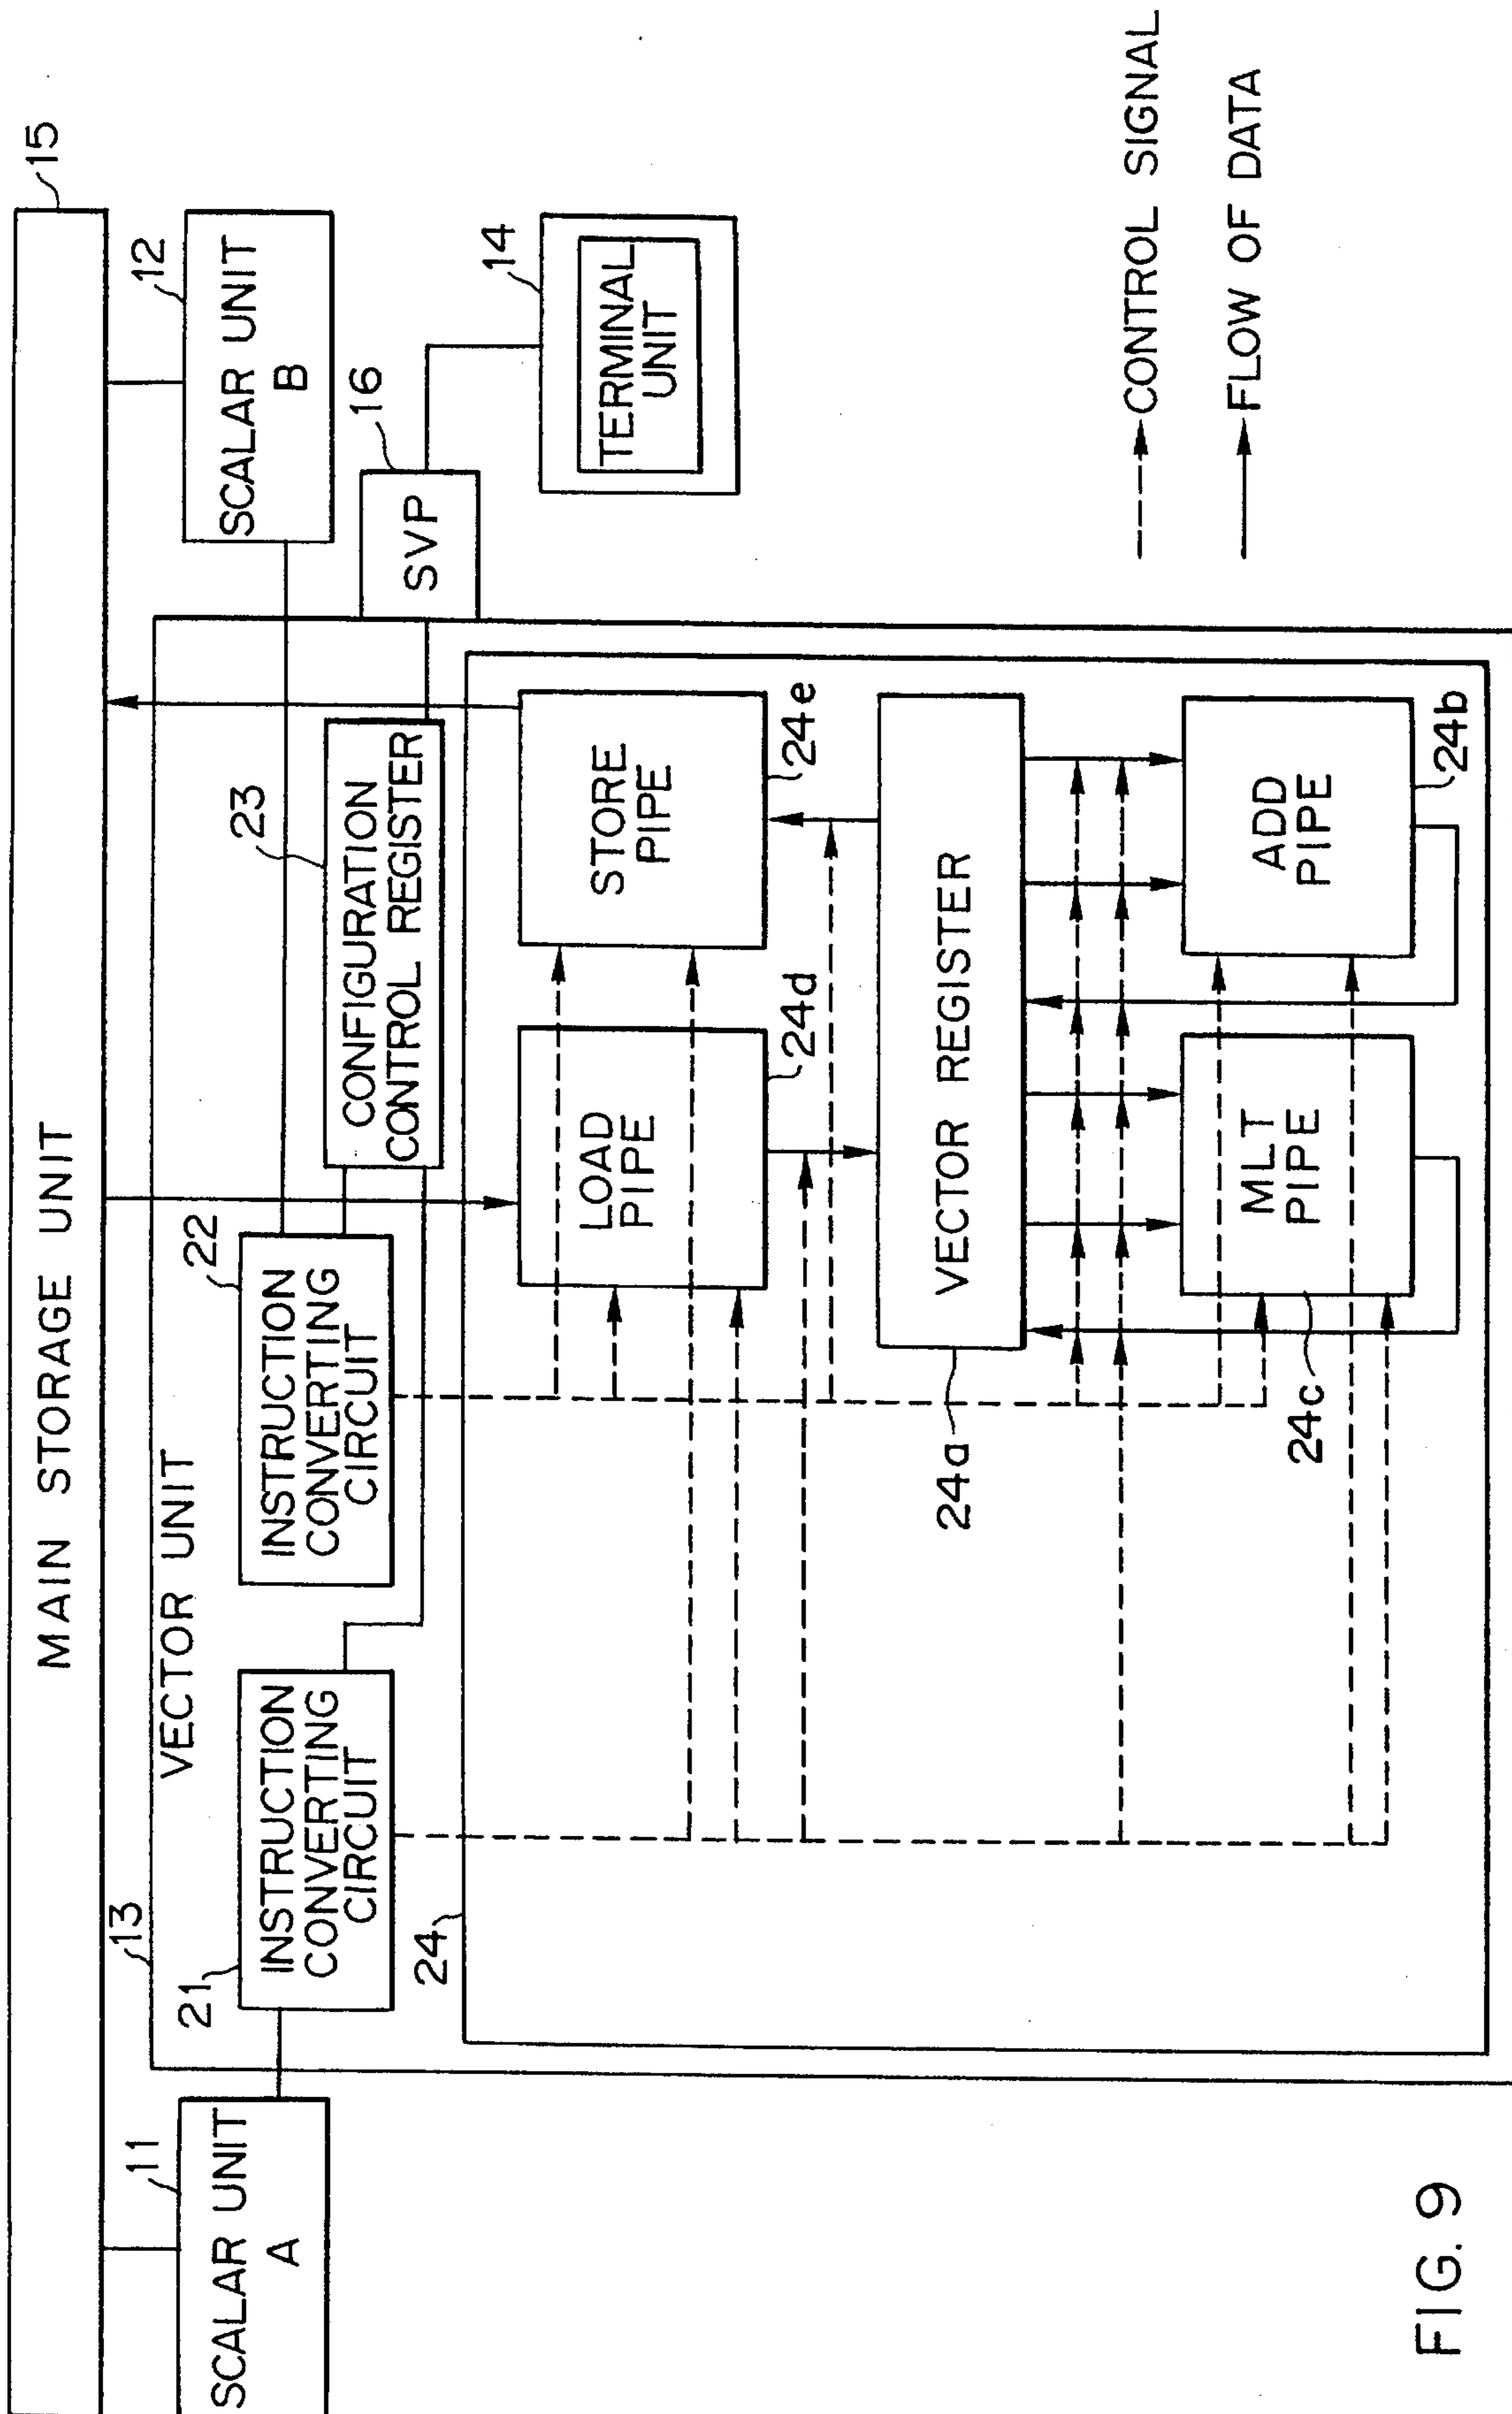 MAIN STORAGE UNIT
15
11
SCALAR UNIT
A
13
VECTOR UNIT
12
SCALAR UNIT
B
21
INSTRUCTION
CONVERTING
CIRCUIT
22
INSTRUCTION
CONVERTING
CIRCUIT
23
CONFIGURATION
CONTROL REGISTER
16
SVP
14
TERMINAL
UNIT
24
LOAD
PIPE
24d
STORE
PIPE
24e
VECTOR REGISTER
24a
MLT
PIPE
24c
ADD
PIPE
24b
CONTROL SIGNAL
FLOW OF DATA
FIG. 9